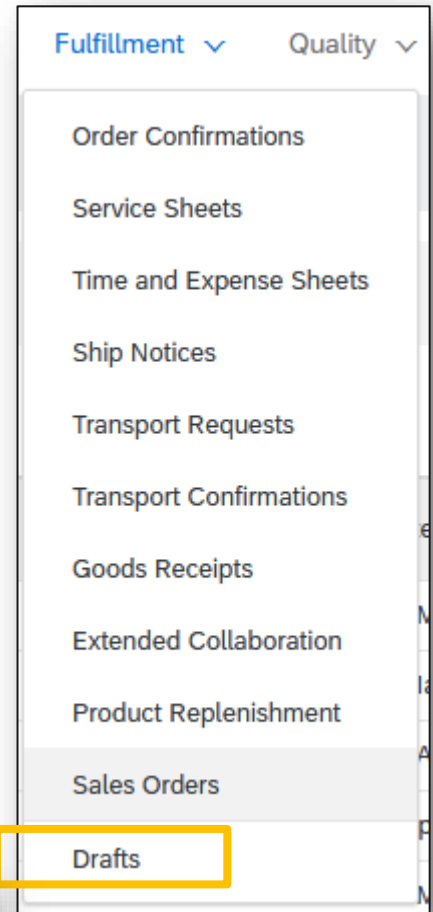 Fulfillment Quality
Order Confirmations
Service Sheets
Time and Expense Sheets
Ship Notices
Transport Requests
Transport Confirmations
Goods Receipts
Extended Collaboration
Product Replenishment
Sales Orders
Drafts